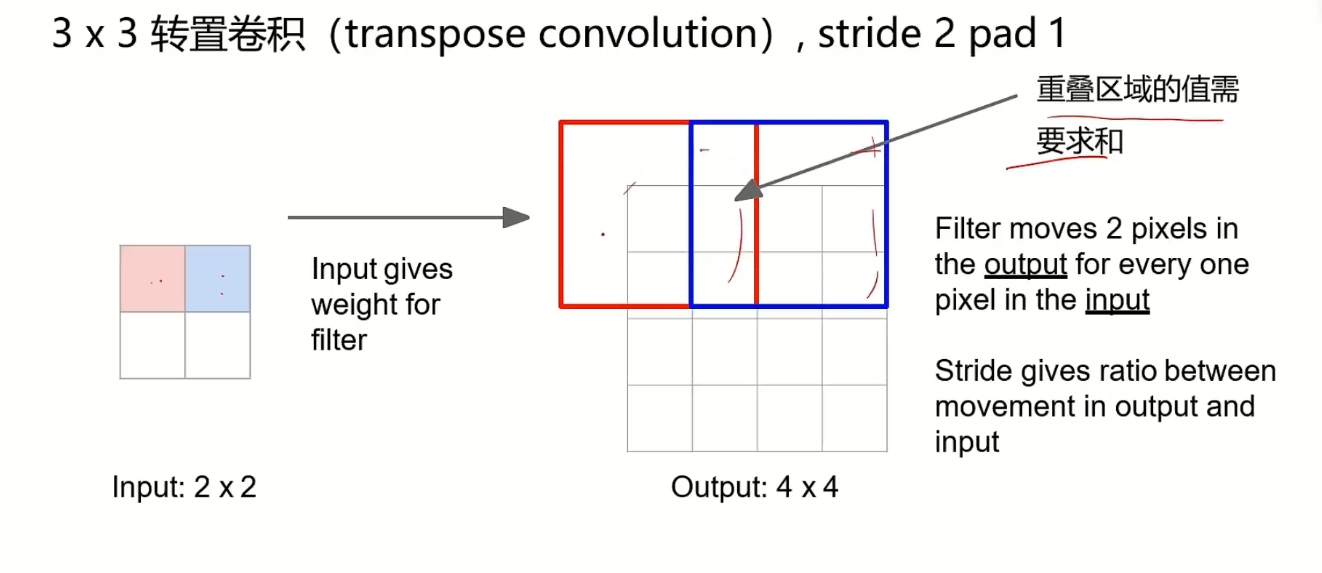 3 x 3 转置卷积（transpose convolution）, stride 2 pad 1
重叠区域的值需
要求和
Input gives
weight for
filter
Filter moves 2 pixels in
the output for every one
pixel in the input
Stride gives ratio between
movement in output and
input
Input: 2 x 2
Output: 4 x 4